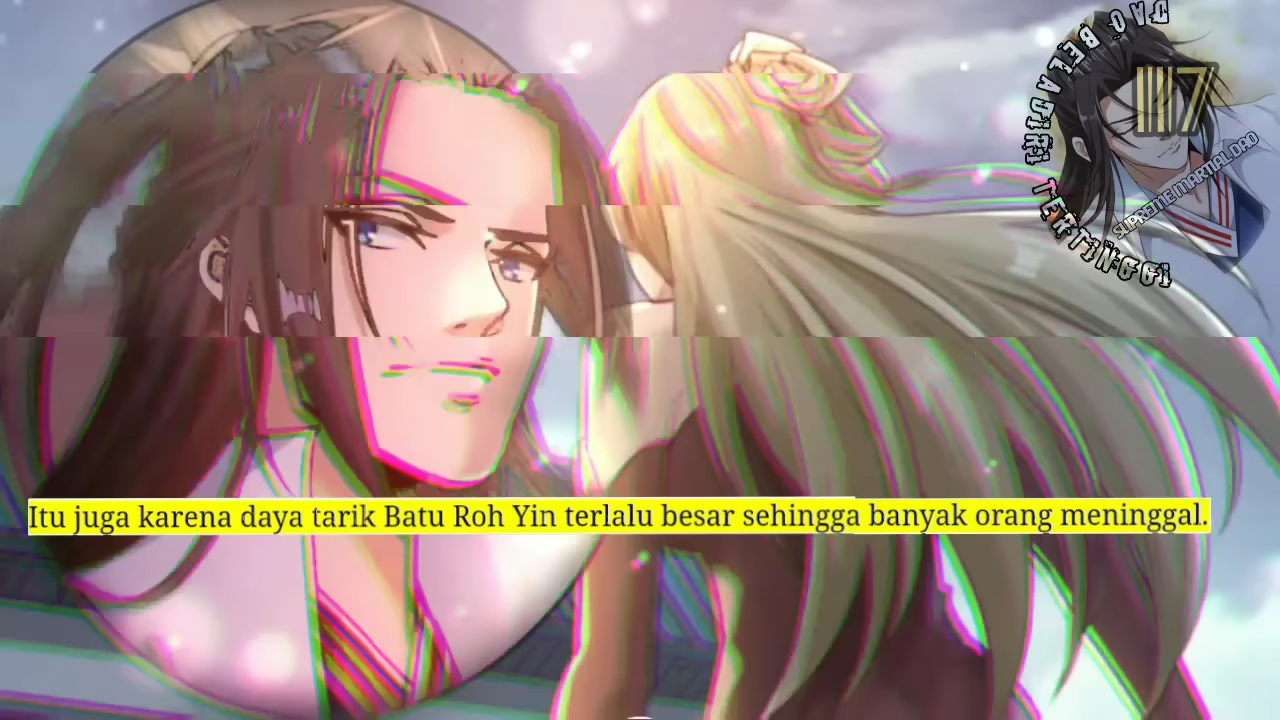 DAO BELADIRI TERTINGGI
SUPREME MARTIAL DAO
Itu juga karena daya tarik Batu Roh Yin terlalu besar sehingga banyak orang meninggal.